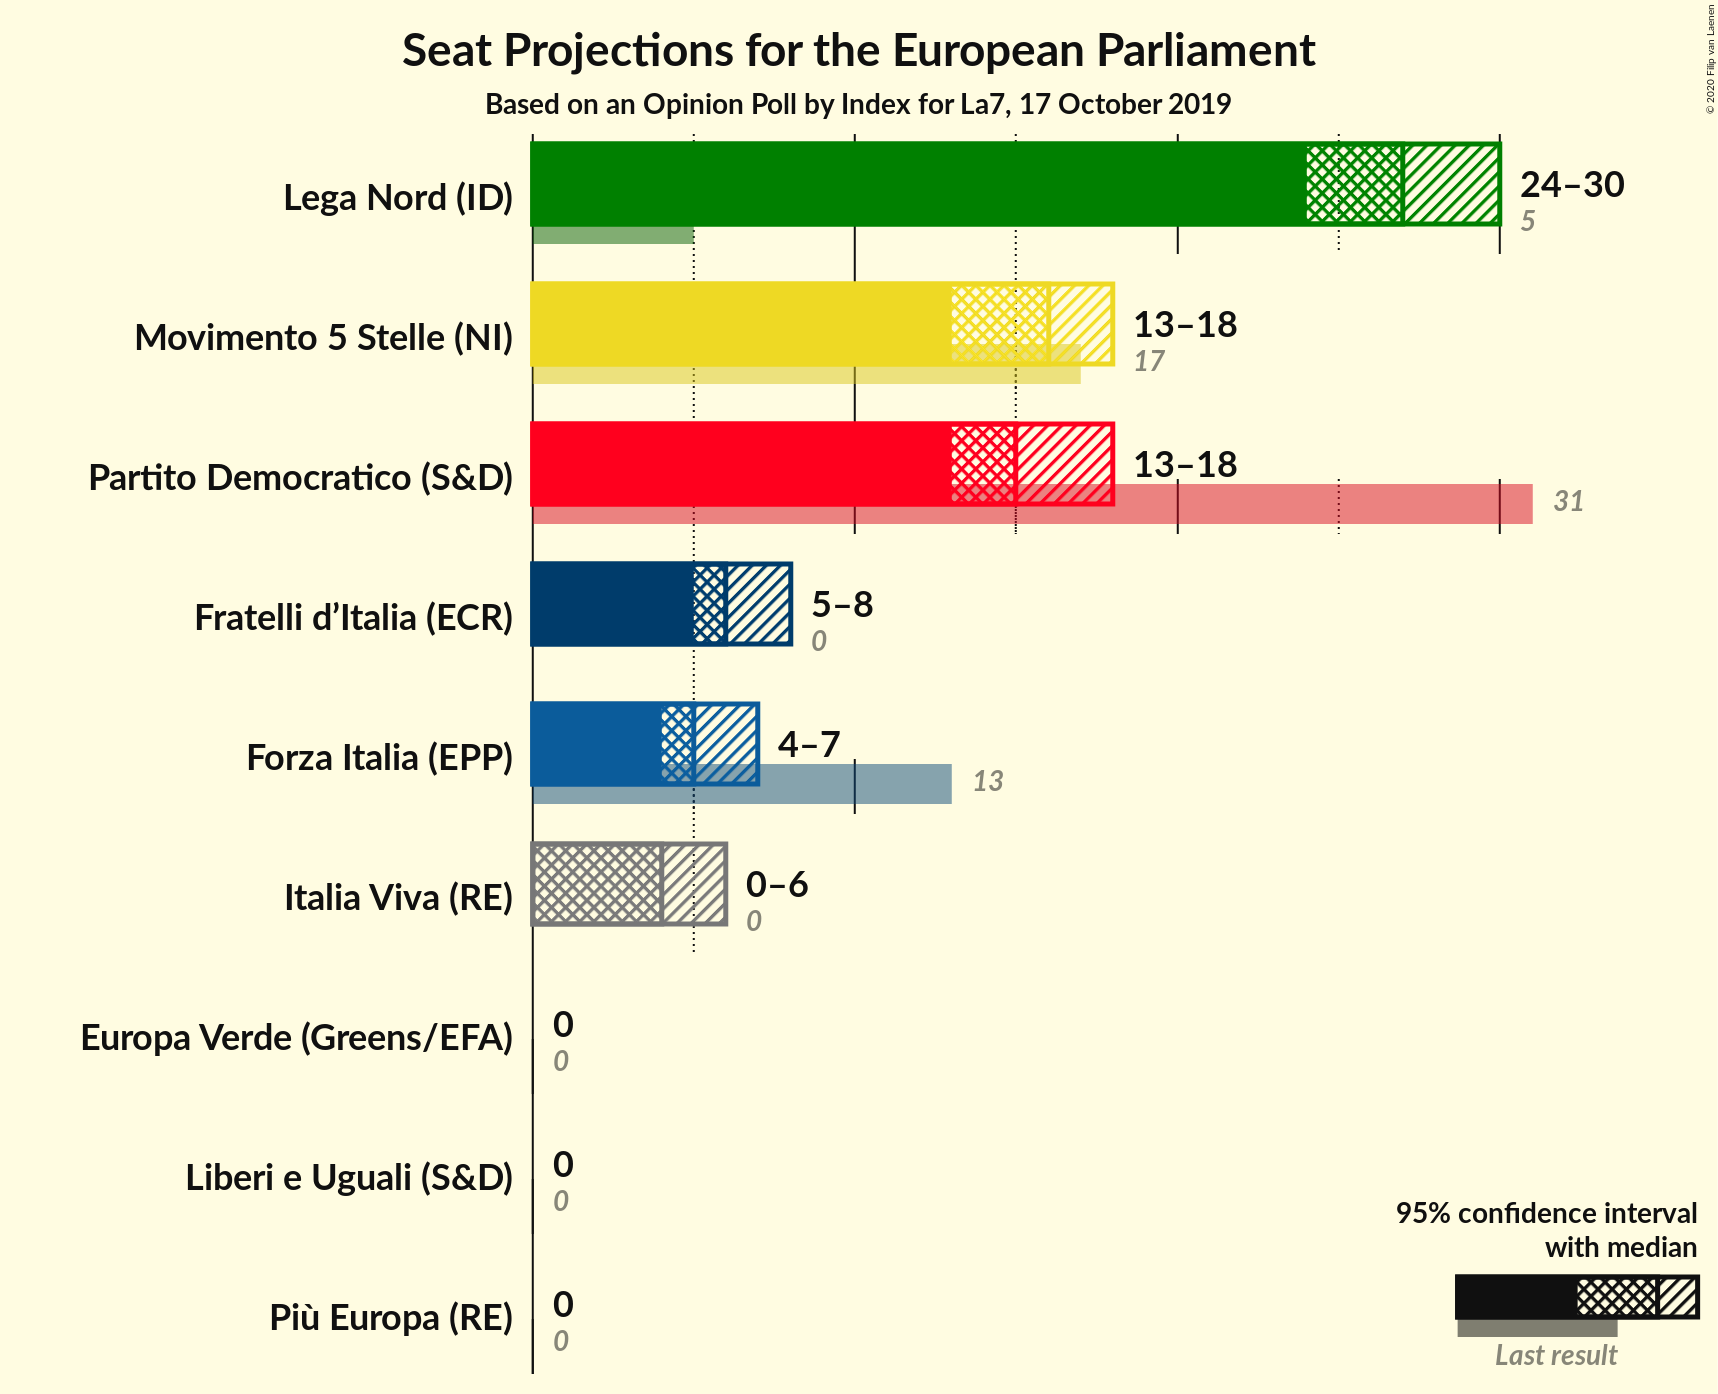 Seat Projections for the European Parliament
Based on an Opinion Poll by Index for La7, 17 October 2019
© 2020 Filip van Laenen
Lega Nord (ID)
24–30
5
Movimento 5 Stelle (NI)
13–18
17
Partito Democratico (S&D)
13–18
31
Fratelli d’Italia (ECR)
5–8
0
Forza Italia (EPP)
4–7
13
Italia Viva (RE)
0–6
0
Europa Verde (Greens/EFA)
0
0
Liberi e Uguali (S&D)
0
0
Più Europa (RE)
0
0
95% confidence interval
with median
Last result